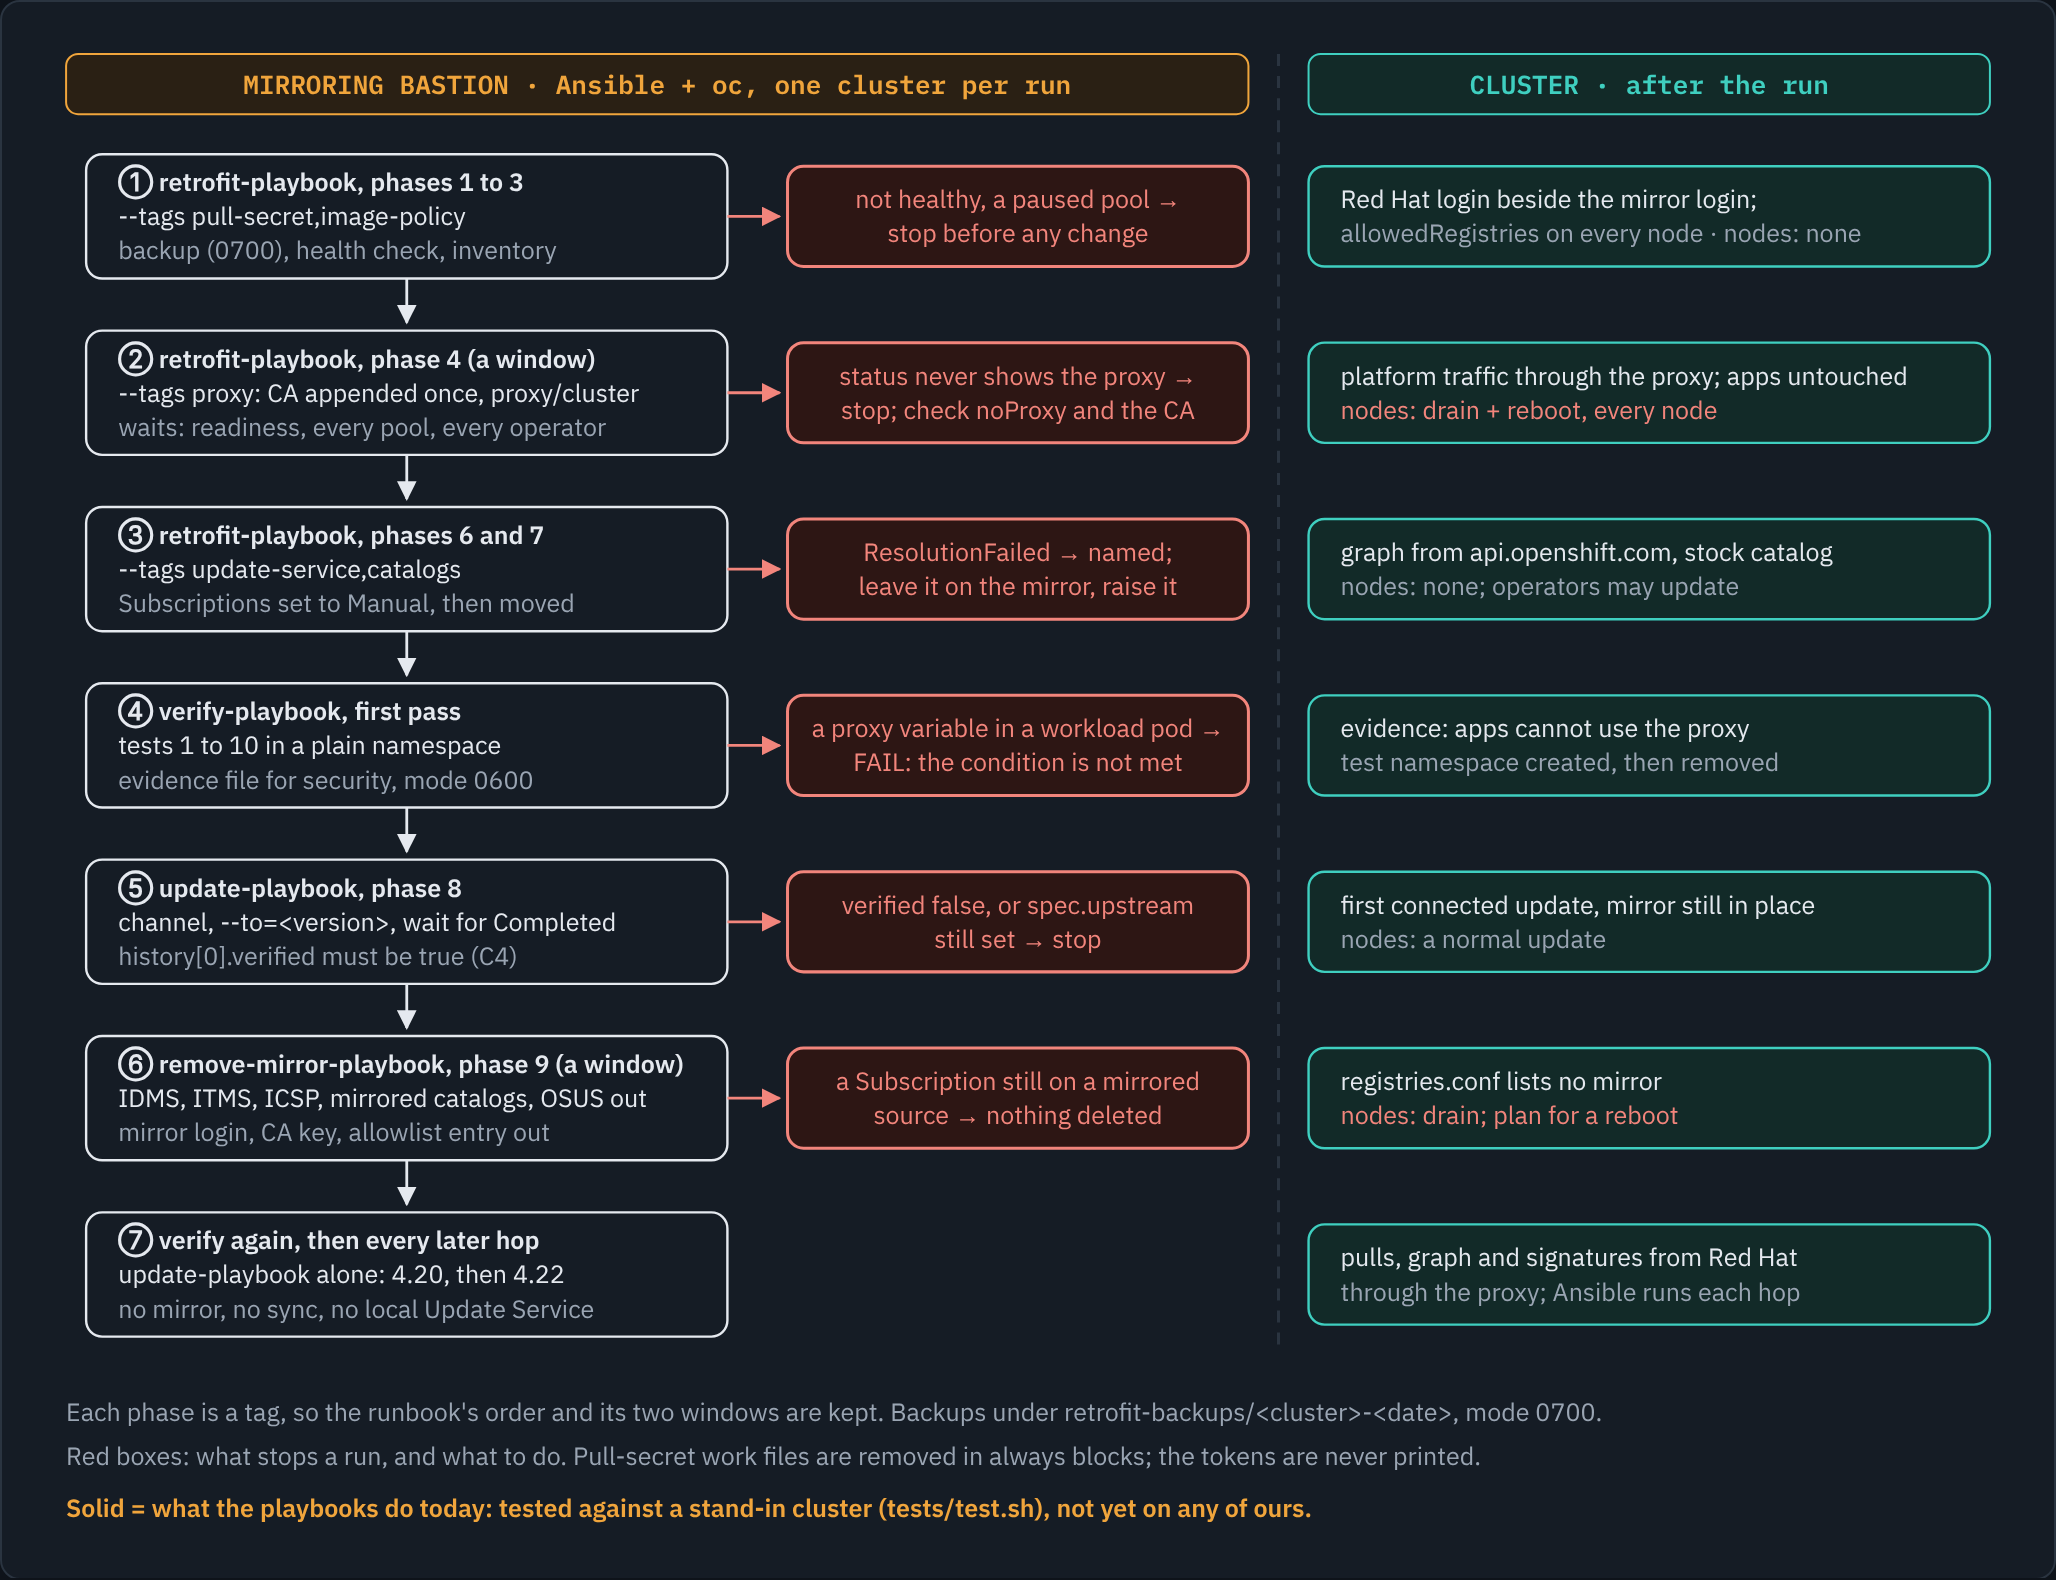 MIRRORING BASTION · Ansible + oc, one cluster per run
CLUSTER · after the run
① retrofit-playbook, phases 1 to 3
--tags pull-secret,image-policy
backup (0700), health check, inventory
not healthy, a paused pool →
stop before any change
Red Hat login beside the mirror login;
allowedRegistries on every node · nodes: none
② retrofit-playbook, phase 4 (a window)
--tags proxy: CA appended once, proxy/cluster
waits: readiness, every pool, every operator
status never shows the proxy →
stop; check noProxy and the CA
platform traffic through the proxy; apps untouched
nodes: drain + reboot, every node
③ retrofit-playbook, phases 6 and 7
--tags update-service,catalogs
Subscriptions set to Manual, then moved
ResolutionFailed → named;
leave it on the mirror, raise it
graph from api.openshift.com, stock catalog
nodes: none; operators may update
④ verify-playbook, first pass
tests 1 to 10 in a plain namespace
evidence file for security, mode 0600
a proxy variable in a workload pod →
FAIL: the condition is not met
evidence: apps cannot use the proxy
test namespace created, then removed
⑤ update-playbook, phase 8
channel, --to=<version>, wait for Completed
history[0].verified must be true (C4)
verified false, or spec.upstream
still set → stop
first connected update, mirror still in place
nodes: a normal update
⑥ remove-mirror-playbook, phase 9 (a window)
IDMS, ITMS, ICSP, mirrored catalogs, OSUS out
mirror login, CA key, allowlist entry out
a Subscription still on a mirrored
source → nothing deleted
registries.conf lists no mirror
nodes: drain; plan for a reboot
⑦ verify again, then every later hop
update-playbook alone: 4.20, then 4.22
no mirror, no sync, no local Update Service
pulls, graph and signatures from Red Hat
through the proxy; Ansible runs each hop
Each phase is a tag, so the runbook's order and its two windows are kept. Backups under retrofit-backups/<cluster>-<date>, mode 0700.
Red boxes: what stops a run, and what to do. Pull-secret work files are removed in always blocks; the tokens are never printed.
Solid = what the playbooks do today: tested against a stand-in cluster (tests/test.sh), not yet on any of ours.